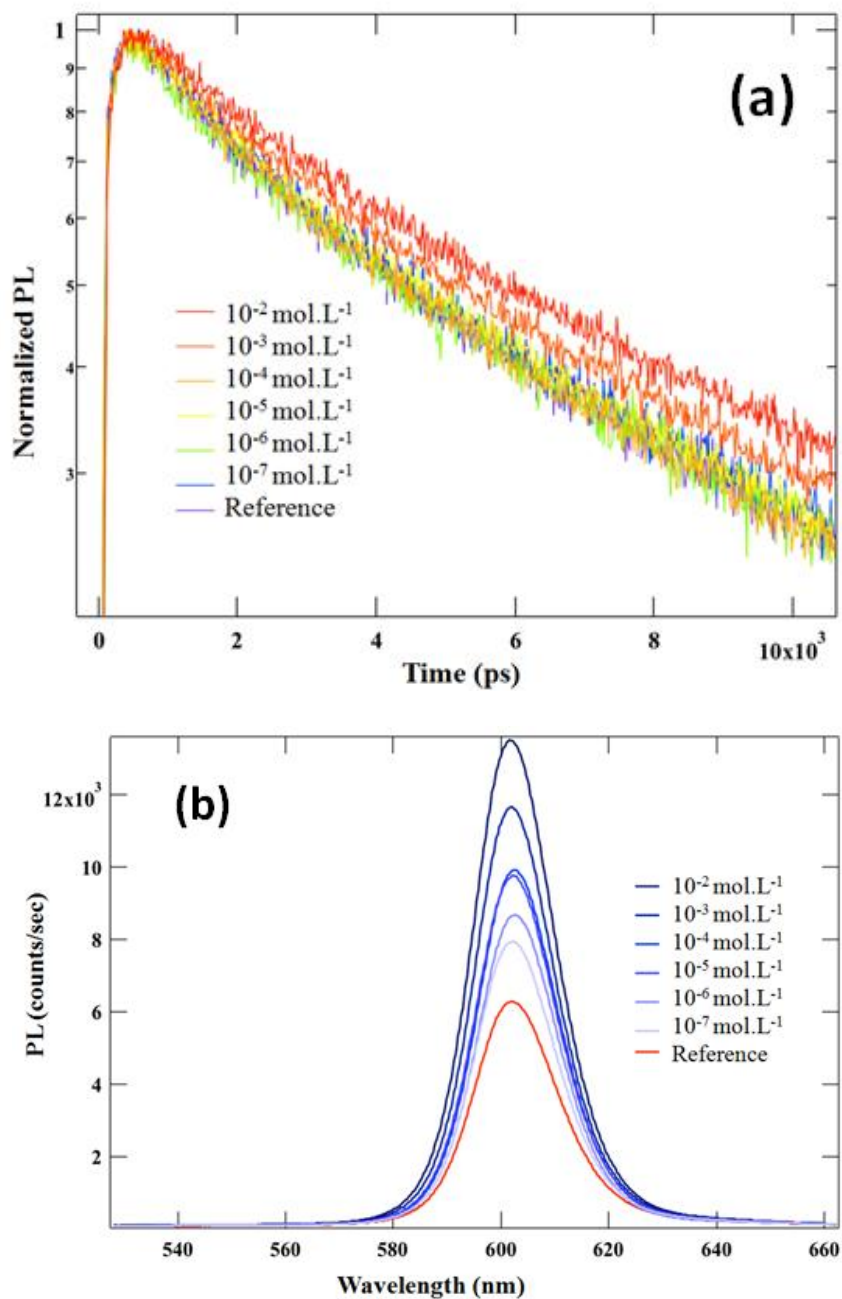 1
9
8
7
6
5
4
3
Normalized PL
(a)
10⁻² mol.L⁻¹
10⁻³ mol.L⁻¹
10⁻⁴ mol.L⁻¹
10⁻⁵ mol.L⁻¹
10⁻⁶ mol.L⁻¹
10⁻⁷ mol.L⁻¹
Reference
0 2 4 6 8 10x10³
Time (ps)
(b)
12x10³
10
8
6
4
2
PL (counts/sec)
10⁻² mol.L⁻¹
10⁻³ mol.L⁻¹
10⁻⁴ mol.L⁻¹
10⁻⁵ mol.L⁻¹
10⁻⁶ mol.L⁻¹
10⁻⁷ mol.L⁻¹
Reference
540 560 580 600 620 640 660
Wavelength (nm)